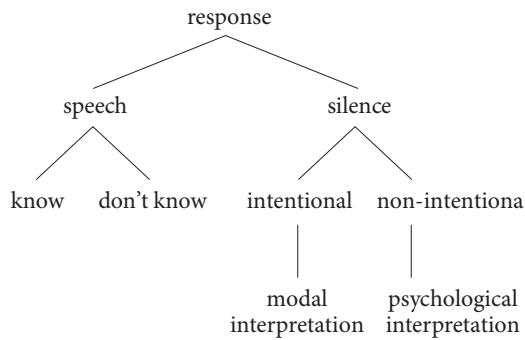 response
speech silence
know don't know intentional non-intentiona
modal psychological
interpretation interpretation